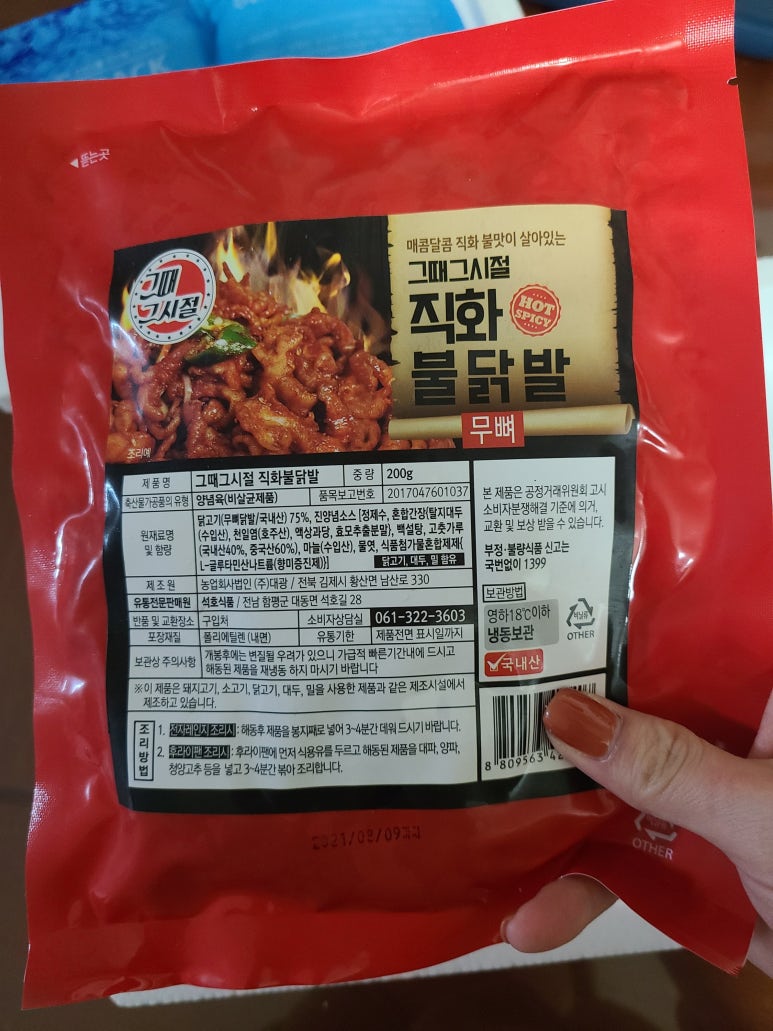 ◀뜯는곳
그때
그시절
매콤달콤 직화 불맛이 살아있는
그때그시절
직화
HOT
SPICY
불닭발
무뼈
조리예
제 품 명 그때그시절 직화불닭발 중 량 200g
축산물가공품의 유형 양념육(비살균제품) 품목보고번호 2017047601037
원재료명
및 함량
닭고기(무뼈닭발/국내산) 75%, 진양념소스 [정제수, 혼합간장(탈지대두
(수입산), 천일염(호주산), 액상과당, 효모추출분말), 백설탕, 고춧가루
(국내산40%, 중국산60%), 마늘(수입산), 물엿, 식품첨가물혼합제제{
L-글루타민산나트륨(향미증진제)}] 닭고기, 대두, 밀 함유
제 조 원 농업회사법인 (주)대광 / 전북 김제시 황산면 남산로 330
유통전문판매원 석호식품 / 전남 함평군 대동면 석호길 28
반품 및 교환장소 구입처 소비자상담실 061-322-3603
포장재질 폴리에틸렌 (내면) 유통기한 제품전면 표시일까지
보관상 주의사항
개봉후에는 변질될 우려가 있으니 가급적 빠른기간내에 드시고
해동된 제품을 재냉동 하지 마시기 바랍니다
※이 제품은 돼지고기, 소고기, 닭고기, 대두, 밀을 사용한 제품과 같은 제조시설에서
제조하고 있습니다.
조리방법
1. 전자레인지 조리시 : 해동후 제품을 봉지째로 넣어 3~4분간 데워 드시기 바랍니다.
2. 후라이팬 조리시 : 후라이팬에 먼저 식용유를 두르고 해동된 제품을 대파, 양파,
청양고추 등을 넣고 3~4분간 볶아 조리합니다.
본 제품은 공정거래위원회 고시
소비자분쟁해결 기준에 의거,
교환 및 보상 받을 수 있습니다.
부정·불량식품 신고는
국번없이 1399
보관방법
영하18℃이하
냉동보관
비닐류
OTHER
국내산
8 809563 42
2021/08/09까지
OTHER